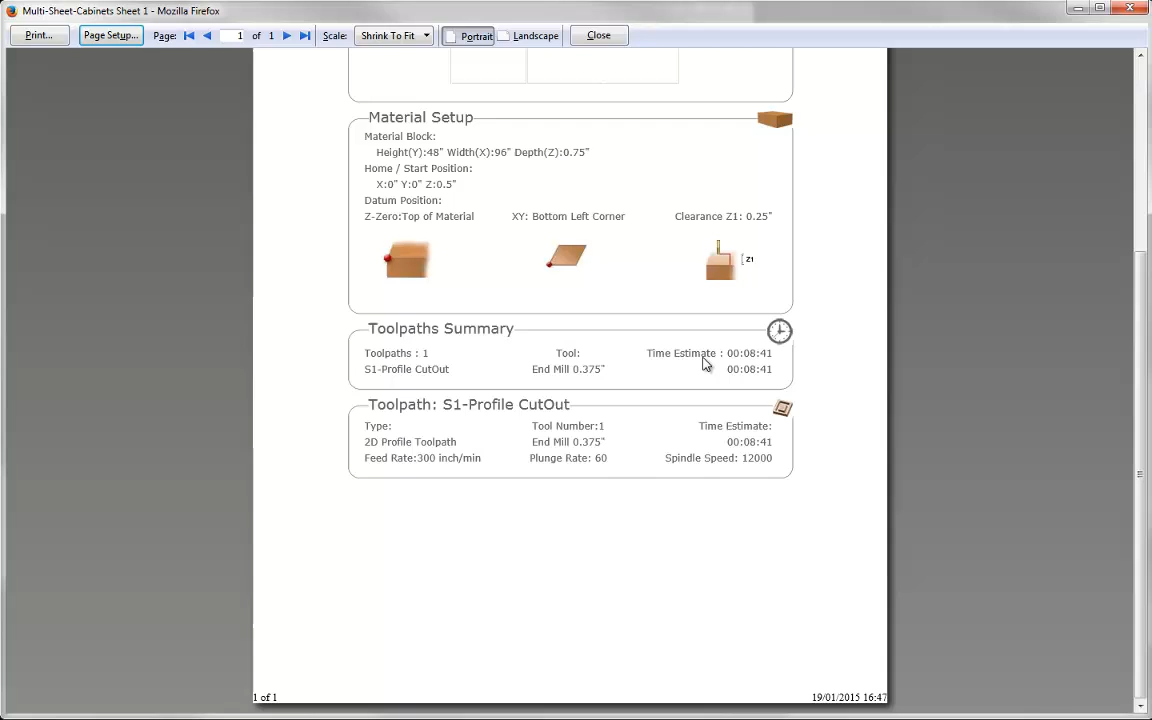 Multi-Sheet-Cabinets Sheet 1 - Mozilla Firefox
Print... Page Setup... Page: 1 of 1 Scale: Shrink To Fit Portrait Landscape Close
Material Setup
Material Block:
Height(Y):48" Width(X):96" Depth(Z):0.75"
Home / Start Position:
X:0" Y:0" Z:0.5"
Datum Position:
Z-Zero:Top of Material XY: Bottom Left Corner Clearance Z1: 0.25"
Z1
Toolpaths Summary
Toolpaths : 1 Tool: Time Estimate : 00:08:41
S1-Profile CutOut End Mill 0.375" 00:08:41
Toolpath: S1-Profile CutOut
Type: Tool Number:1 Time Estimate:
2D Profile Toolpath End Mill 0.375" 00:08:41
Feed Rate:300 inch/min Plunge Rate: 60 Spindle Speed: 12000
1 of 1 19/01/2015 16:47